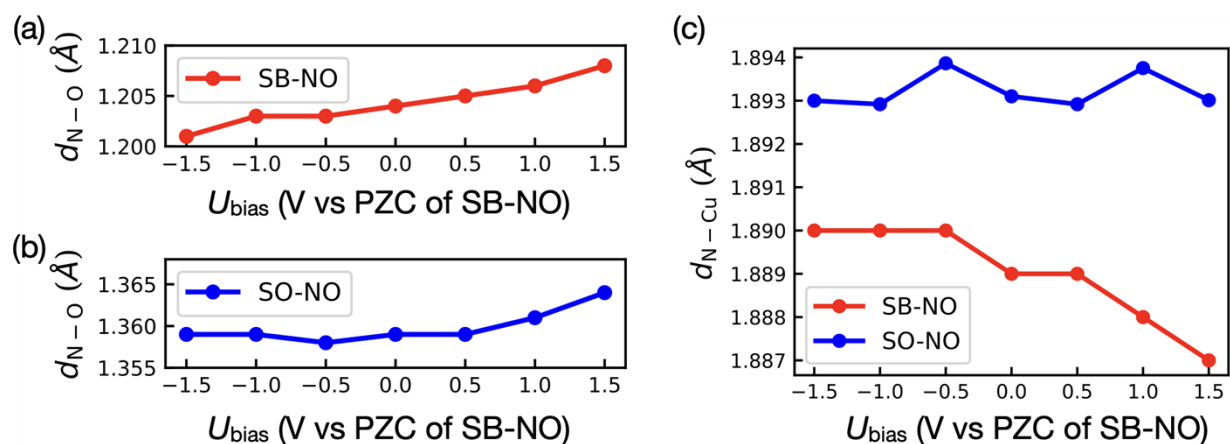 (a)
d_N−O (Å)
1.210
1.205
1.200
SB-NO
−1.5 −1.0 −0.5 0.0 0.5 1.0 1.5
U_bias (V vs PZC of SB-NO)
(b)
d_N−O (Å)
1.365
1.360
1.355
SO-NO
−1.5 −1.0 −0.5 0.0 0.5 1.0 1.5
U_bias (V vs PZC of SB-NO)
(c)
d_N−Cu (Å)
1.894
1.893
1.892
1.891
1.890
1.889
1.888
1.887
SB-NO
SO-NO
−1.5 −1.0 −0.5 0.0 0.5 1.0 1.5
U_bias (V vs PZC of SB-NO)